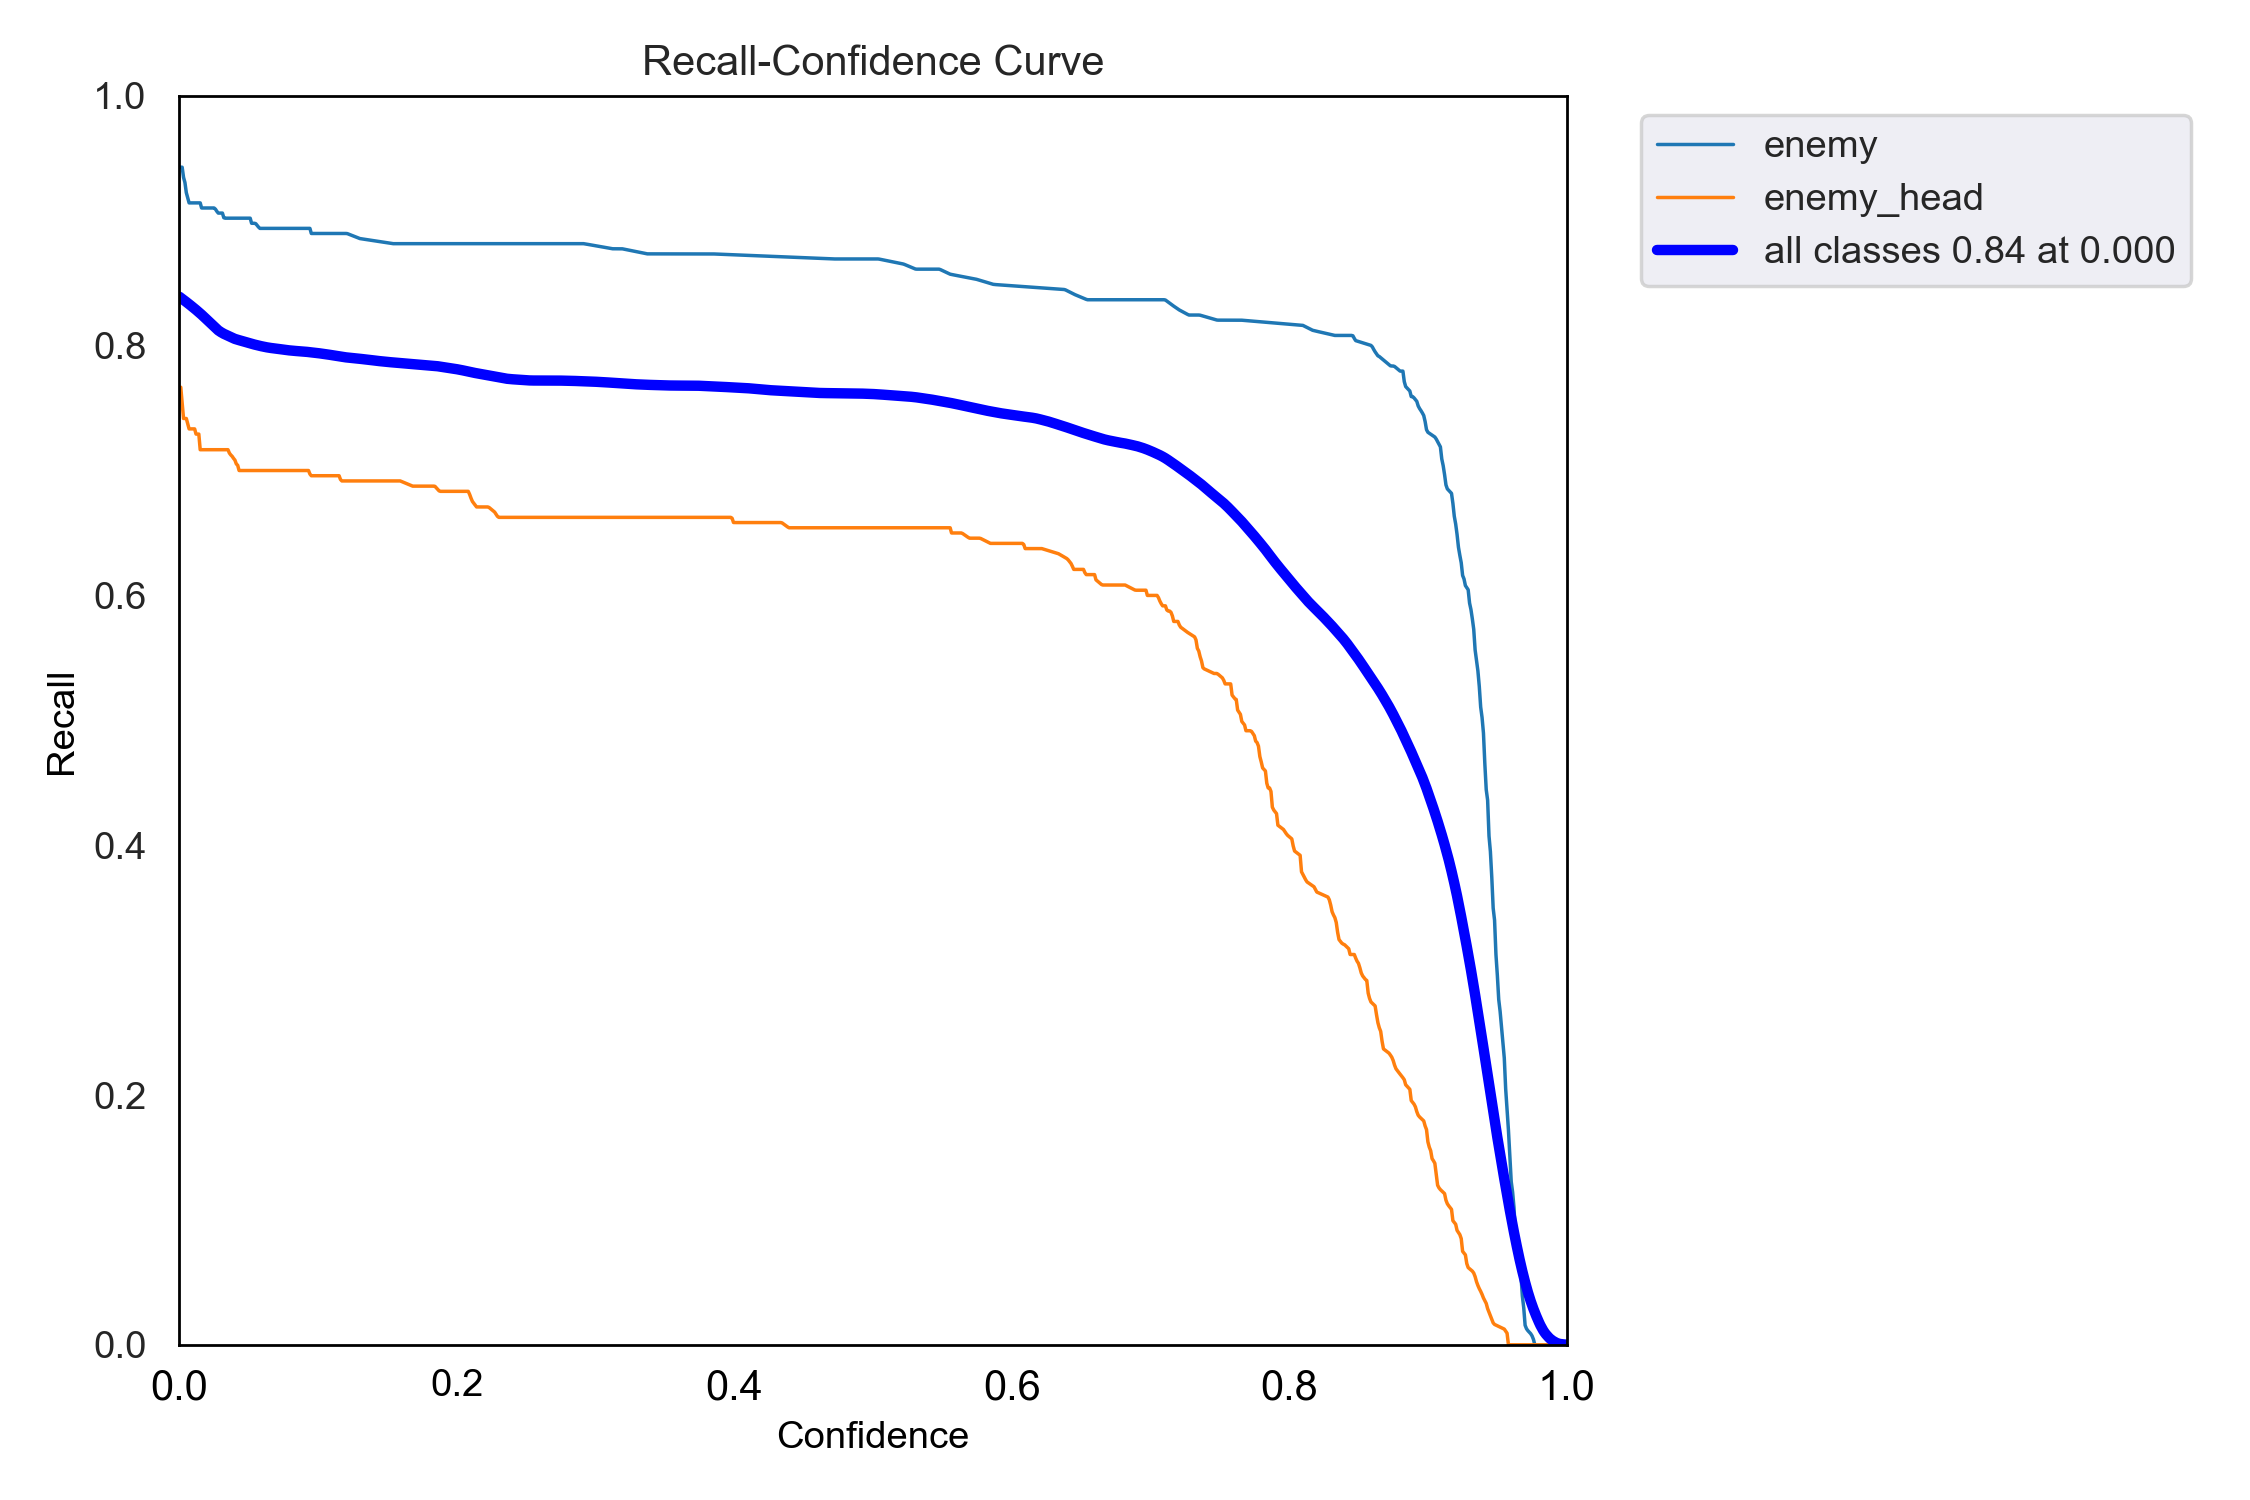 Recall-Confidence Curve
1.0
0.8
0.6
0.4
0.2
0.0
Recall
0.0 0.2 0.4 0.6 0.8 1.0
Confidence
enemy
enemy_head
all classes 0.84 at 0.000